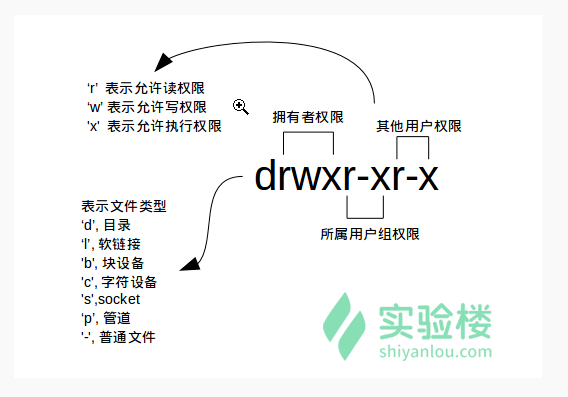 ‘r’ 表示允许读权限
‘w’ 表示允许写权限
'x' 表示允许执行权限
拥有者权限
其他用户权限
drwxr-xr-x
所属用户组权限
表示文件类型
‘d’, 目录
‘l’, 软链接
'b', 块设备
'c', 字符设备
's',socket
‘p’, 管道
'-', 普通文件
实验楼
shiyanlou.com